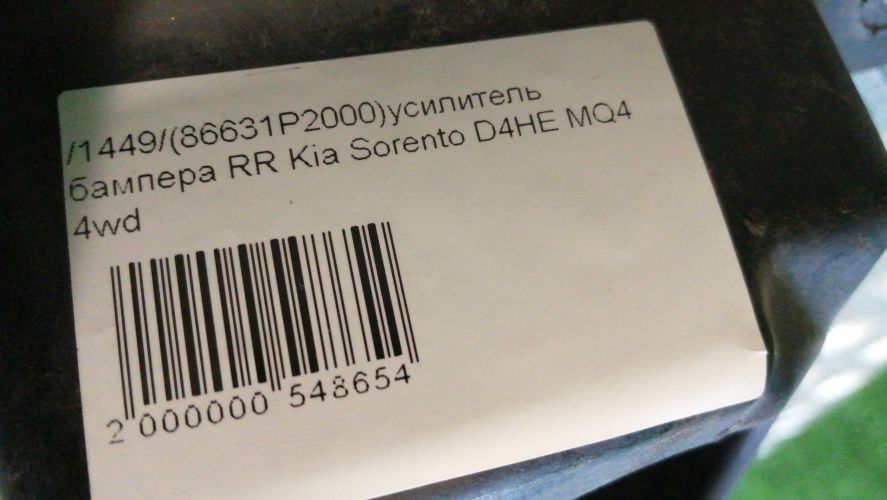 /1449/(86631P2000)усилитель
бампера RR Kia Sorento D4HE MQ4
4wd
2 000000 548654